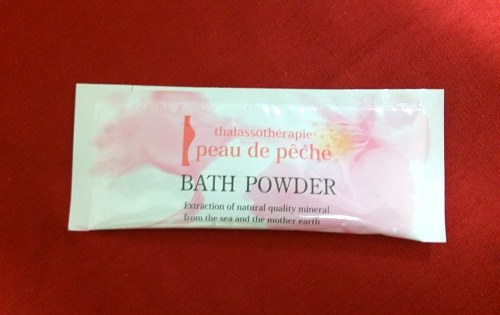 thalassothérapie
peau de pêche
BATH POWDER
Extraction of natural quality mineral
from the sea and the mother earth